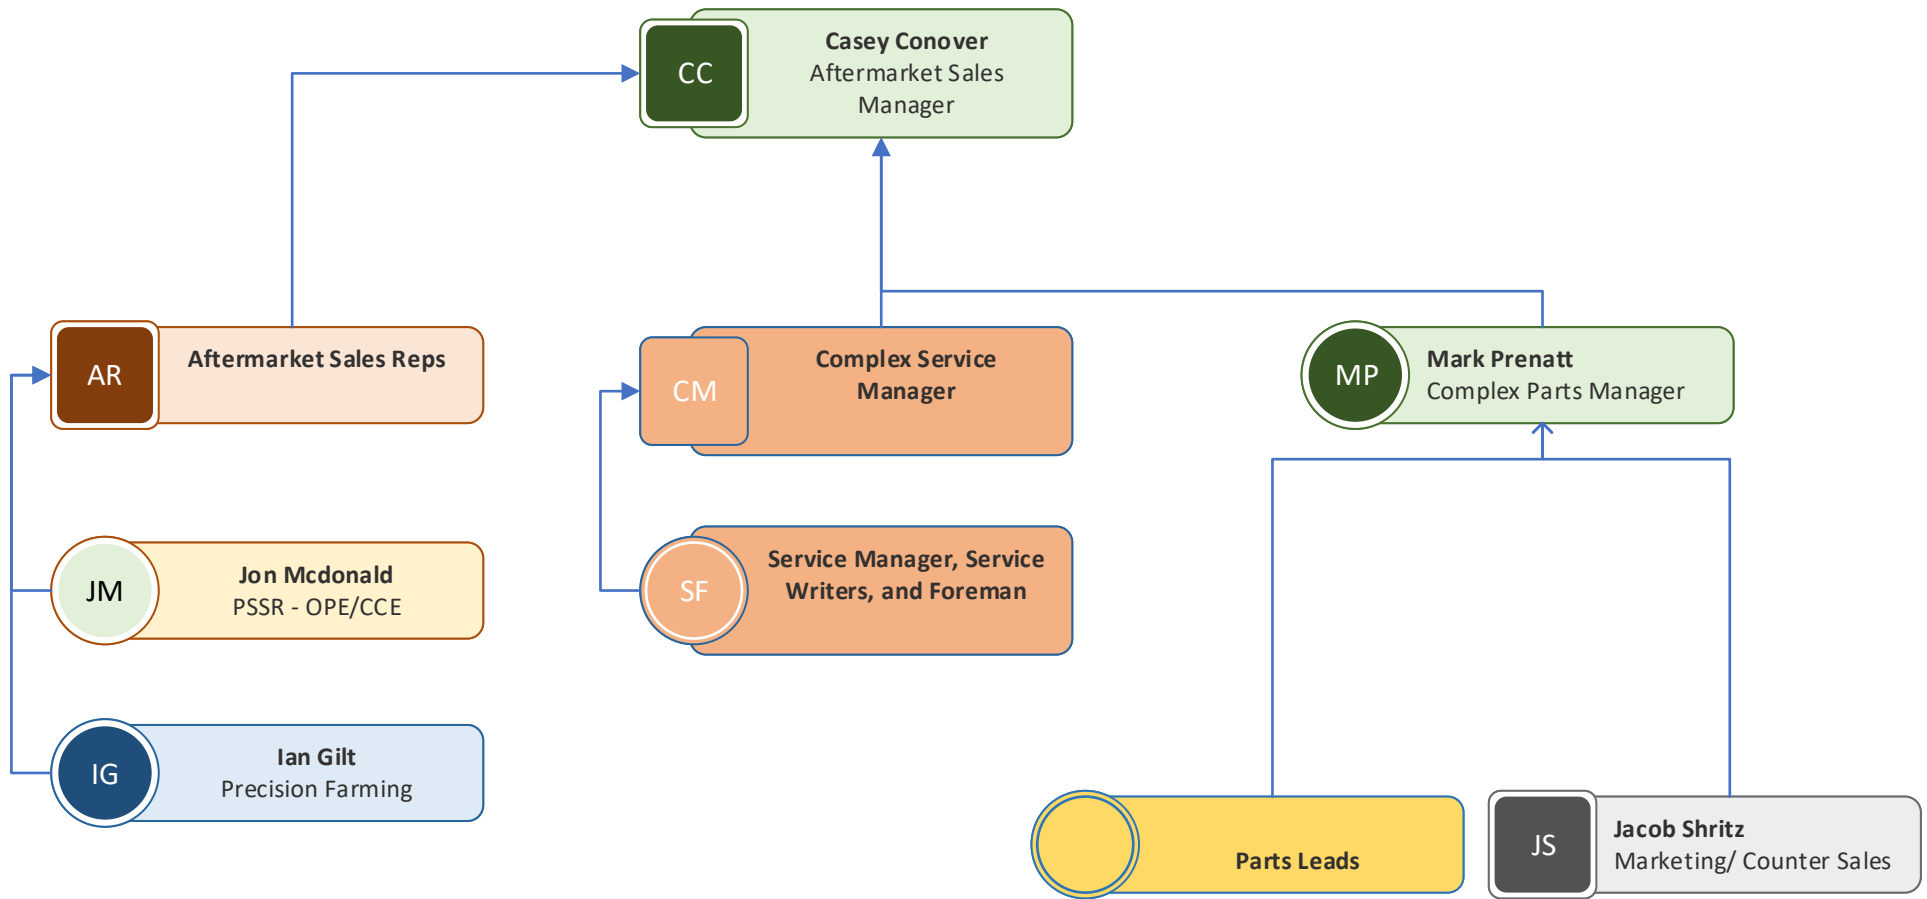 CC
Casey Conover
Aftermarket Sales
Manager
AR
Aftermarket Sales Reps
CM
Complex Service
Manager
MP
Mark Prenatt
Complex Parts Manager
JM
Jon Mcdonald
PSSR - OPE/CCE
SF
Service Manager, Service
Writers, and Foreman
IG
Ian Gilt
Precision Farming
Parts Leads
JS
Jacob Shritz
Marketing/ Counter Sales